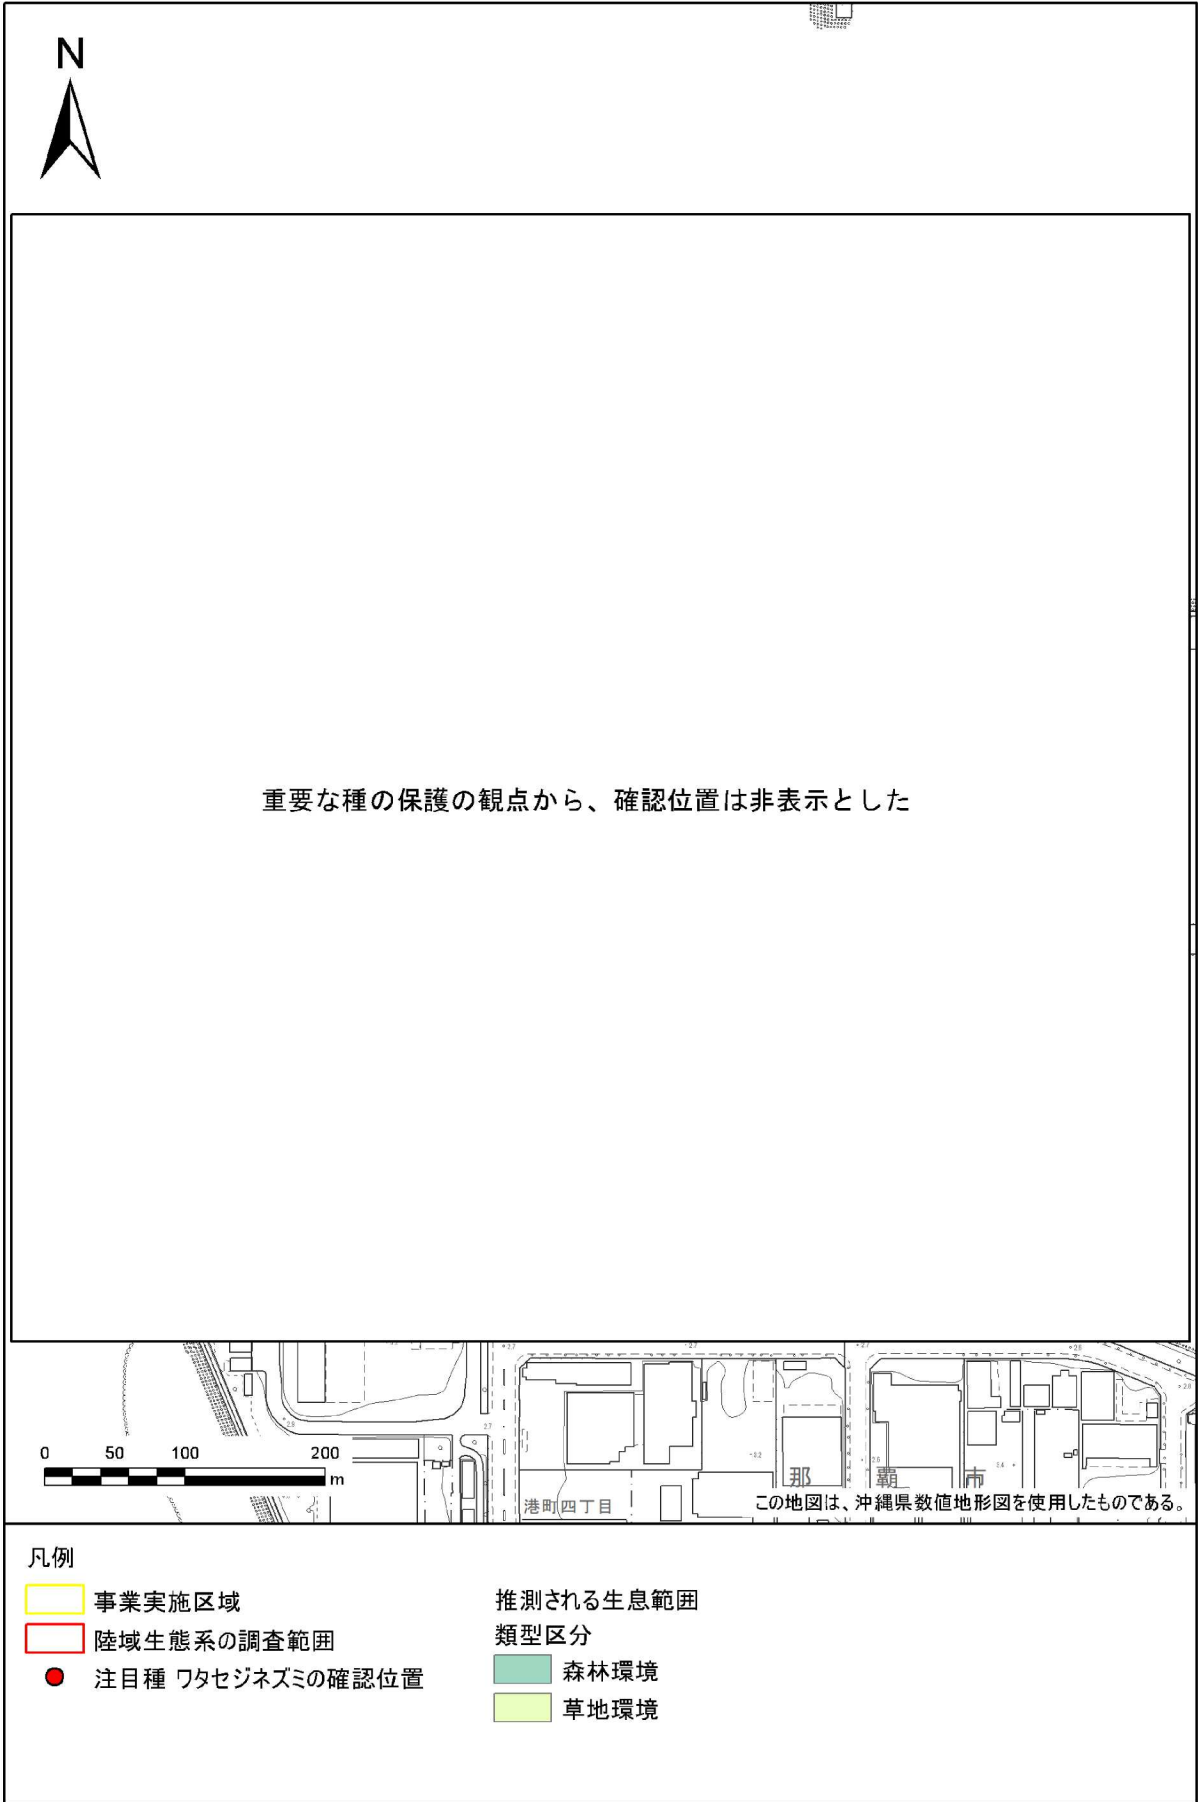 N
重要な種の保護の観点から、確認位置は非表示とした
0 50 100 200
m
港町四丁目
那覇市
この地図は、沖縄県数値地形図を使用したものである。
凡例
事業実施区域
陸域生態系の調査範囲
注目種 ワタセジネズミの確認位置
推測される生息範囲
類型区分
森林環境
草地環境